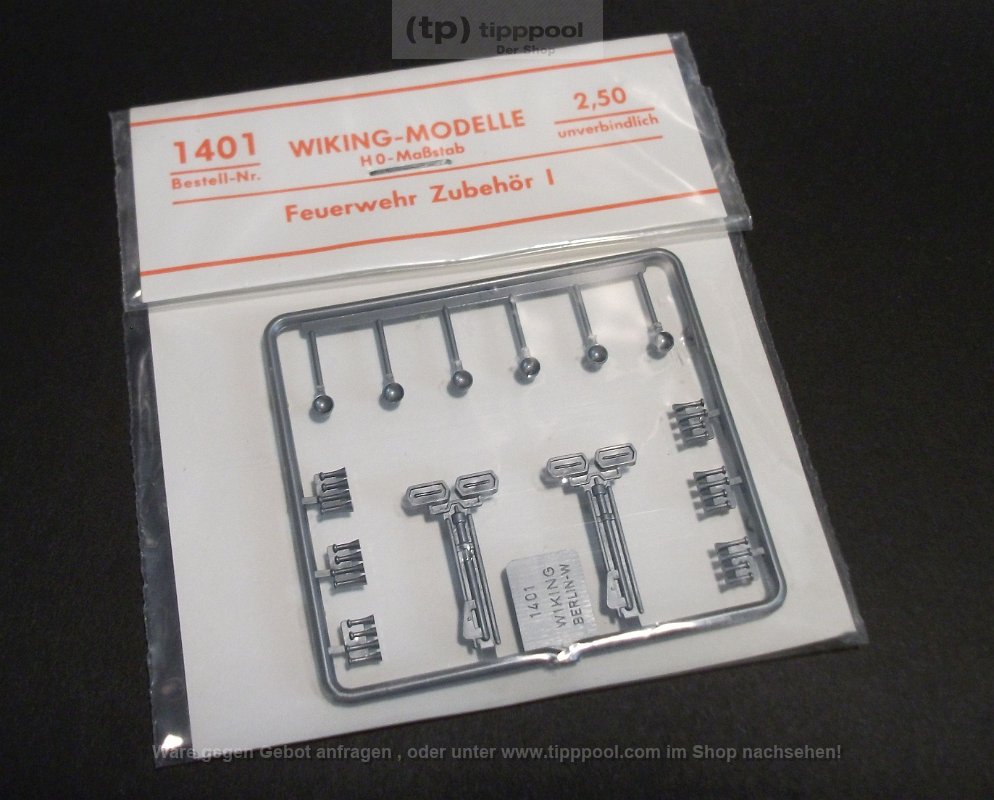 (tp) tipppool
Der Shop
1401
Bestell-Nr.
WIKING-MODELLE
H0-Maßstab
2,50
unverbindlich
Feuerwehr Zubehör I
1401
WIKING
BERLIN-W
Ware gegen Gebot anfragen , oder unter www.tipppool.com im Shop nachsehen!